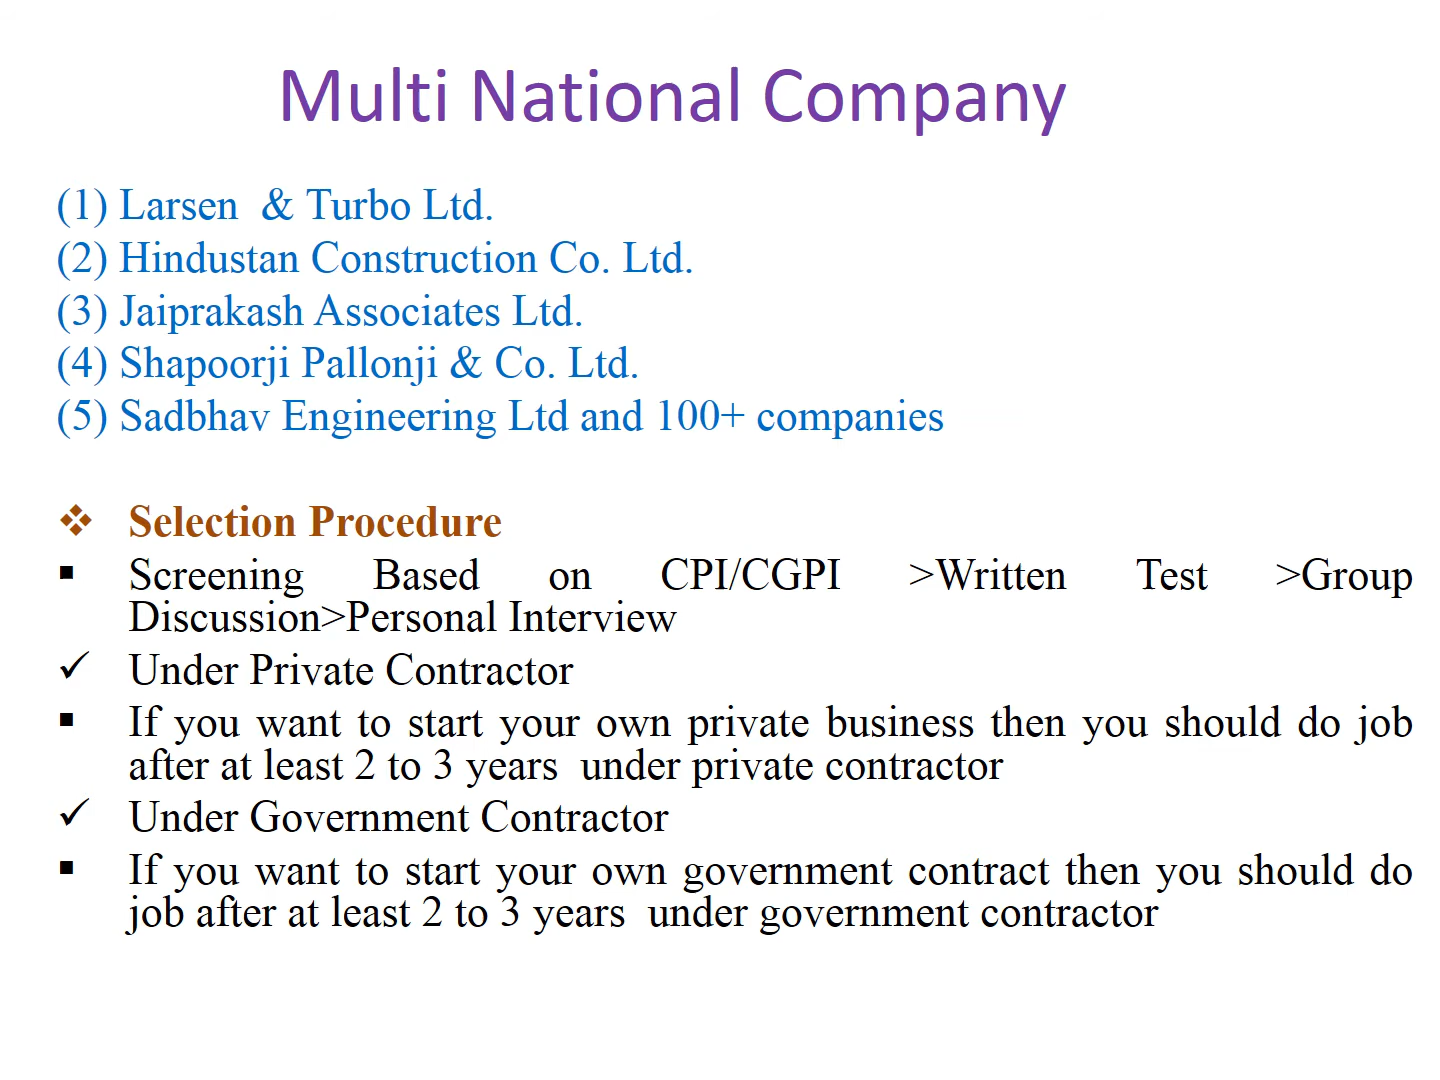 Multi National Company
(1) Larsen & Turbo Ltd.
(2) Hindustan Construction Co. Ltd.
(3) Jaiprakash Associates Ltd.
(4) Shapoorji Pallonji & Co. Ltd.
(5) Sadbhav Engineering Ltd and 100+ companies
❖ Selection Procedure
▪ Screening Based on CPI/CGPI >Written Test >Group
Discussion>Personal Interview
✓ Under Private Contractor
▪ If you want to start your own private business then you should do job
after at least 2 to 3 years under private contractor
✓ Under Government Contractor
▪ If you want to start your own government contract then you should do
job after at least 2 to 3 years under government contractor